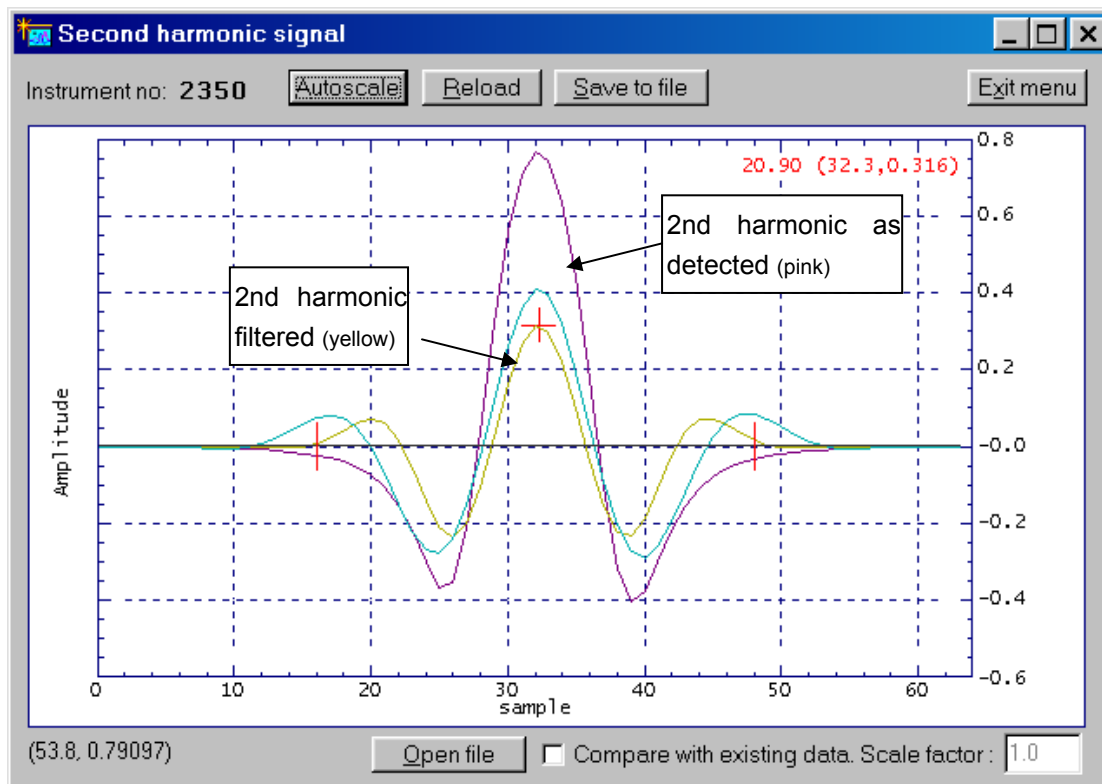 Second harmonic signal
Instrument no: 2350 Autoscale Reload Save to file Exit menu
20.90 (32.3,0.316)
2nd harmonic as
detected (pink)
2nd harmonic
filtered (yellow)
Amplitude
0.8
0.6
0.4
0.2
-0.0
-0.2
-0.4
-0.6
0 10 20 30 40 50 60
sample
(53.8, 0.79097) Open file Compare with existing data. Scale factor : 1.0